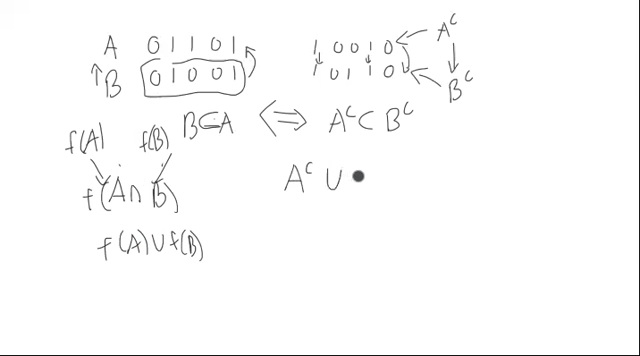 A 0 1 1 0 1
B 0 1 0 0 1
1 0 0 1 0 A^c
1 0 1 1 0 B^c
f(A) f(B) B⊂A ⟺ A^c ⊂ B^c
f(A∩B) A^c ∪
f(A)∪f(B)